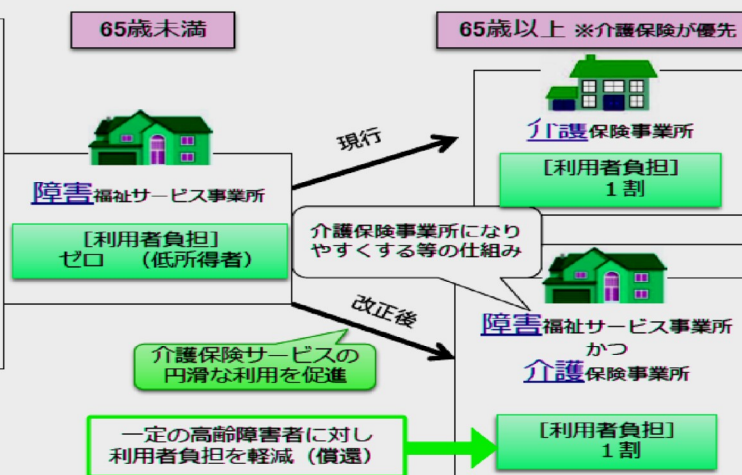 65歳未満
65歳以上 ※介護保険が優先
介護保険事業所
[利用者負担]
1割
現行
障害福祉サービス事業所
[利用者負担]
ゼロ (低所得者)
介護保険事業所になり
やすくする等の仕組み
改正後
障害福祉サービス事業所
かつ
介護保険事業所
介護保険サービスの
円滑な利用を促進
一定の高齢障害者に対し
利用者負担を軽減(償還)
[利用者負担]
1割